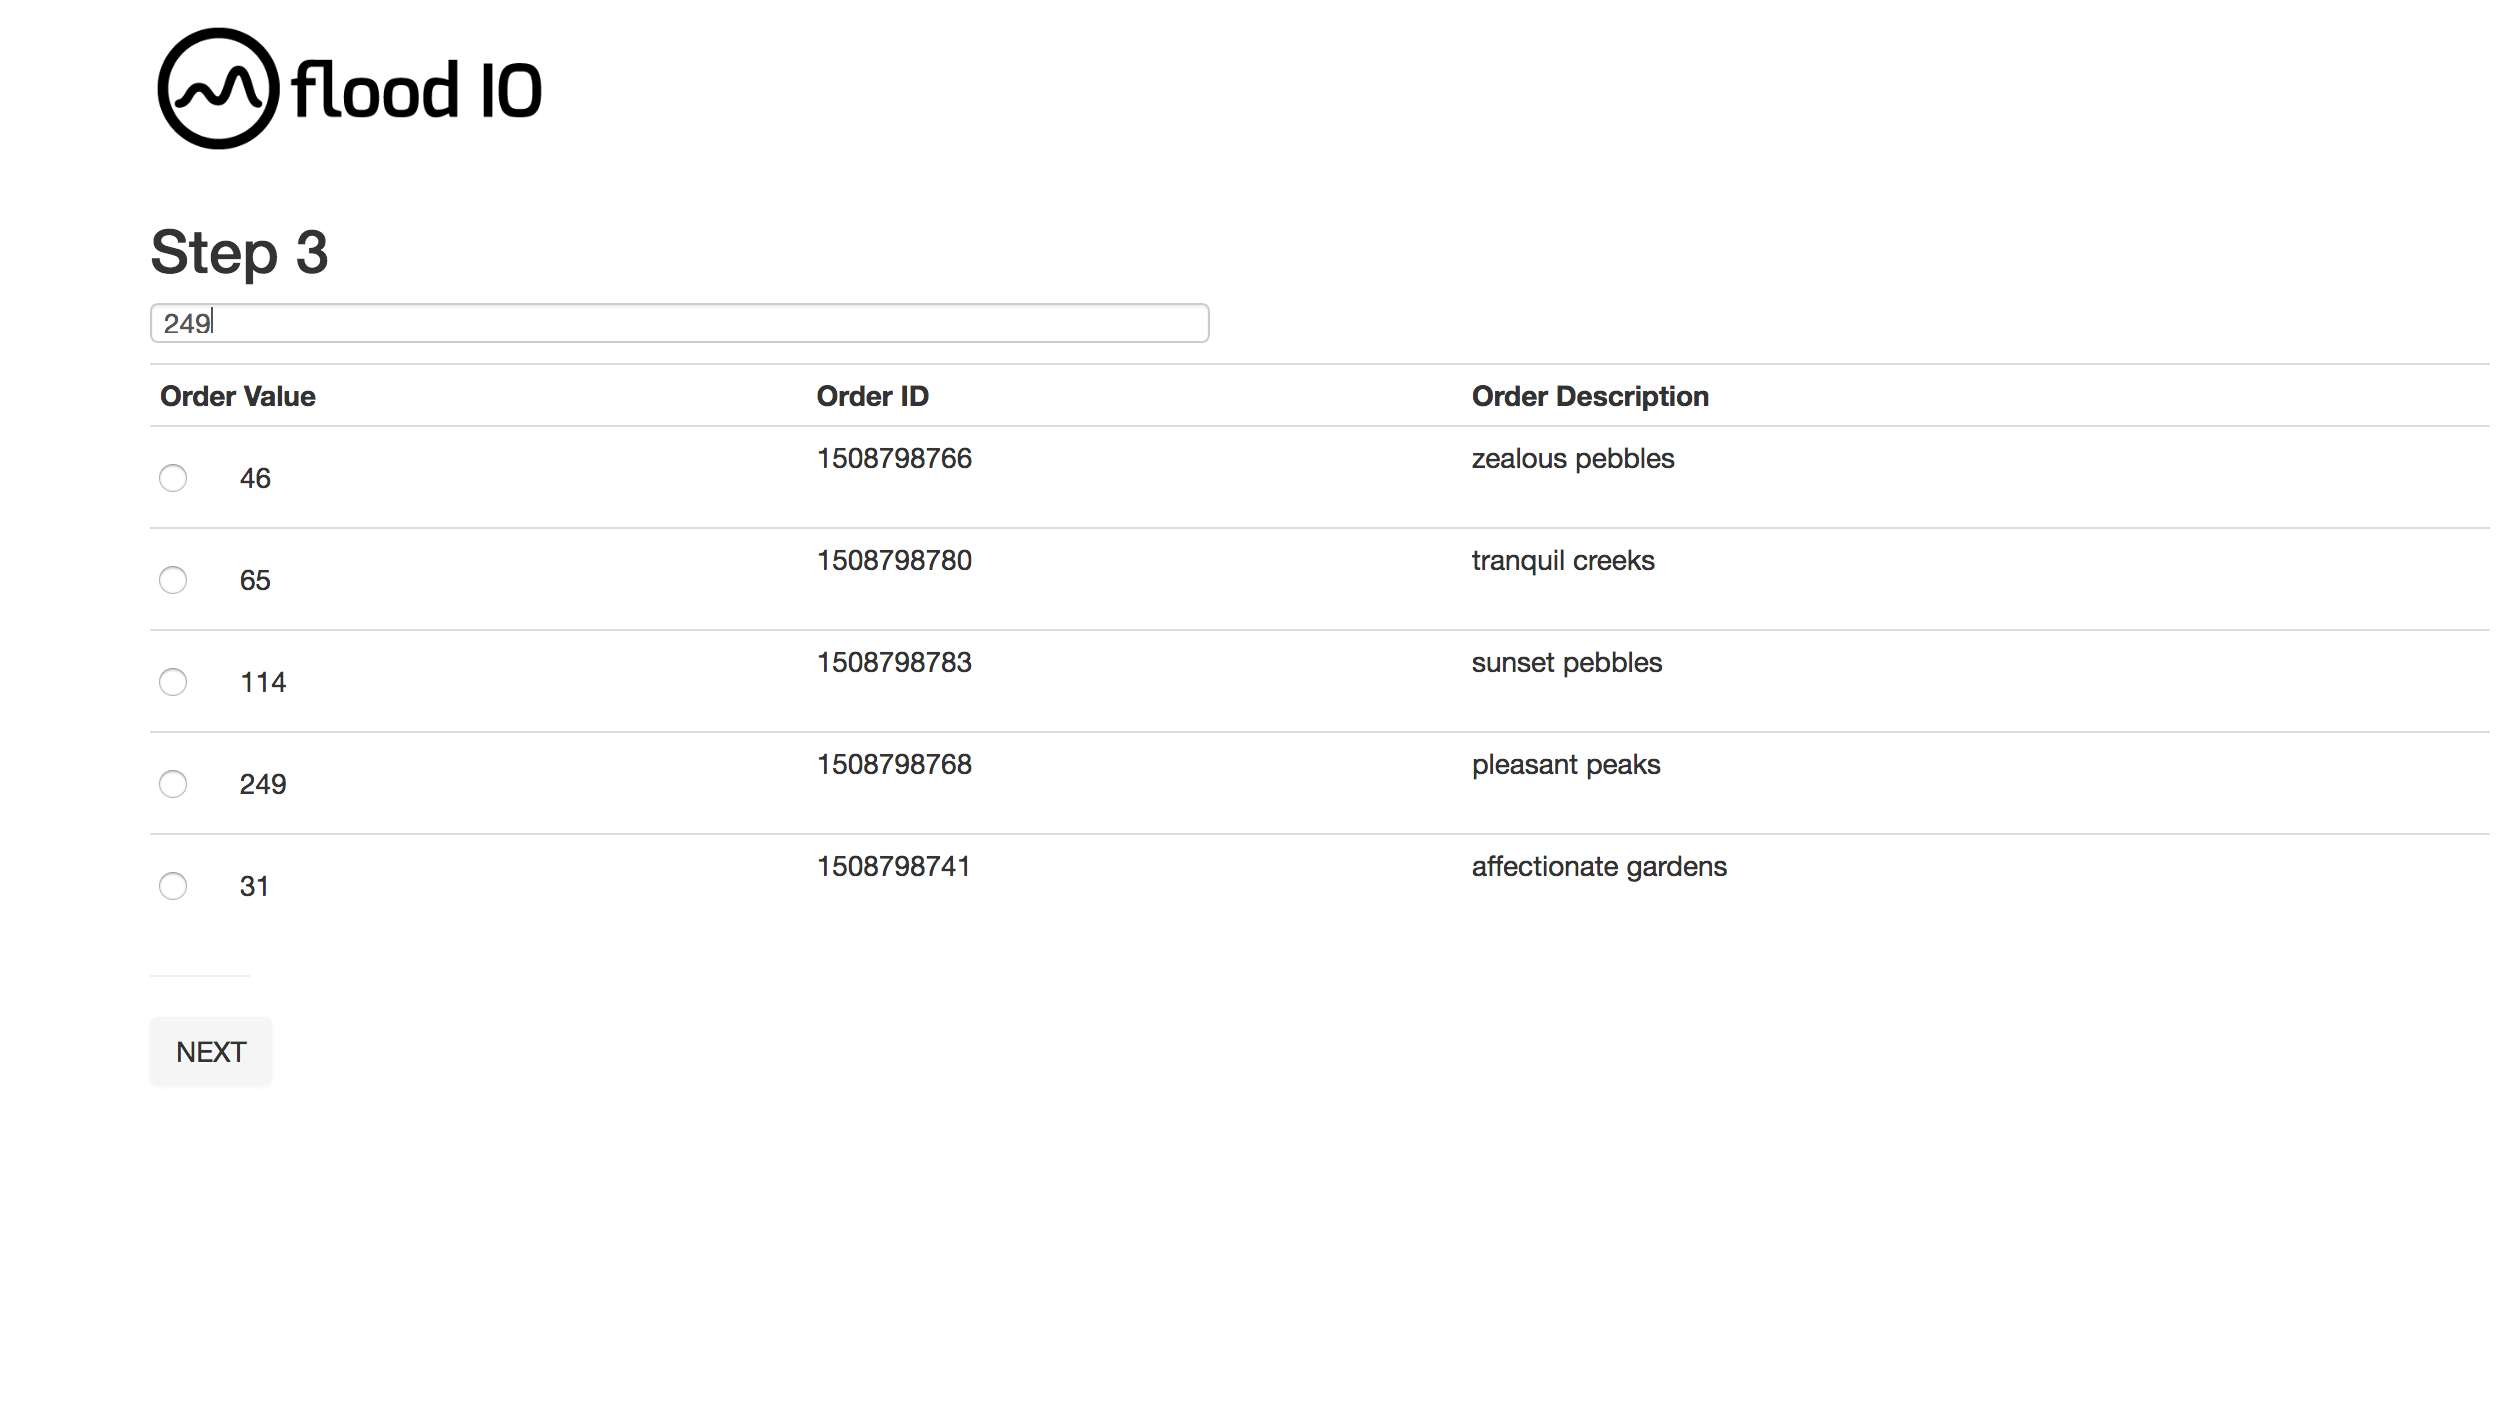 flood IO
Step 3
249
Order Value Order ID Order Description
46 1508798766 zealous pebbles
65 1508798780 tranquil creeks
114 1508798783 sunset pebbles
249 1508798768 pleasant peaks
31 1508798741 affectionate gardens
NEXT